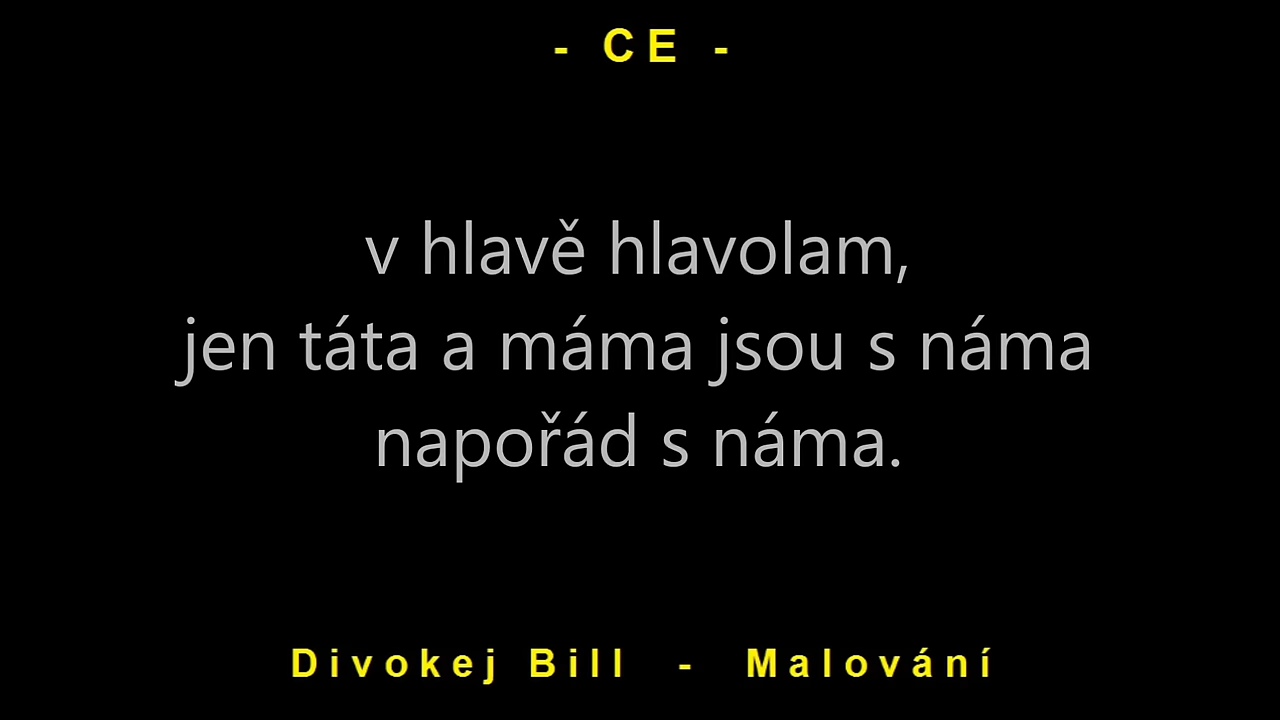 - CE -
v hlavě hlavolam,
jen táta a máma jsou s náma
napořád s náma.
Divokej Bill - Malování